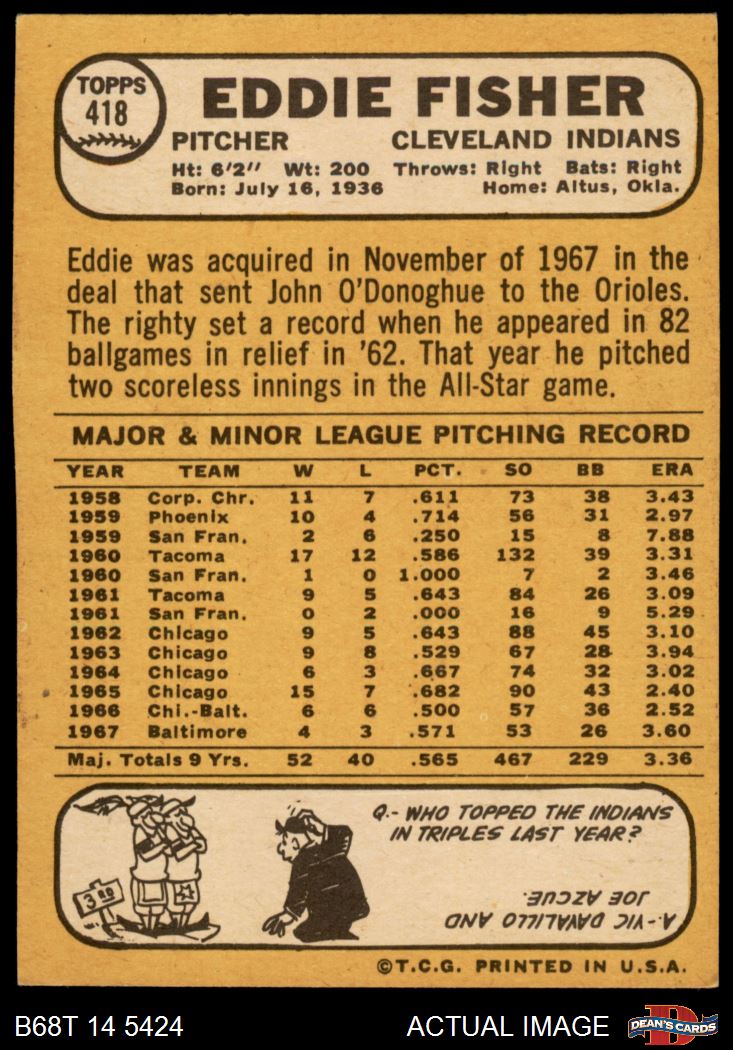 TOPPS
418
EDDIE FISHER
PITCHER CLEVELAND INDIANS
Ht: 6'2" Wt: 200 Throws: Right Bats: Right
Born: July 16, 1936 Home: Altus, Okla.
Eddie was acquired in November of 1967 in the
deal that sent John O'Donoghue to the Orioles.
The righty set a record when he appeared in 82
ballgames in relief in '62. That year he pitched
two scoreless innings in the All-Star game.
MAJOR & MINOR LEAGUE PITCHING RECORD
YEAR TEAM W L PCT. SO BB ERA
1958 Corp. Chr. 11 7 .611 73 38 3.43
1959 Phoenix 10 4 .714 56 31 2.97
1959 San Fran. 2 6 .250 15 8 7.88
1960 Tacoma 17 12 .586 132 39 3.31
1960 San Fran. 1 0 1.000 7 2 3.46
1961 Tacoma 9 5 .643 84 26 3.09
1961 San Fran. 0 2 .000 16 9 5.29
1962 Chicago 9 5 .643 88 45 3.10
1963 Chicago 9 8 .529 67 28 3.94
1964 Chicago 6 3 .667 74 32 3.02
1965 Chicago 15 7 .682 90 43 2.40
1966 Chi.-Balt. 6 6 .500 57 36 2.52
1967 Baltimore 4 3 .571 53 26 3.60
Maj. Totals 9 Yrs. 52 40 .565 467 229 3.36
3 RD
Q.- WHO TOPPED THE INDIANS
IN TRIPLES LAST YEAR?
A.- VIC DAVALILLO AND
JOE AZCUE.
©T.C.G. PRINTED IN U.S.A.
B68T 14 5424 ACTUAL IMAGE D DEAN'S CARDS